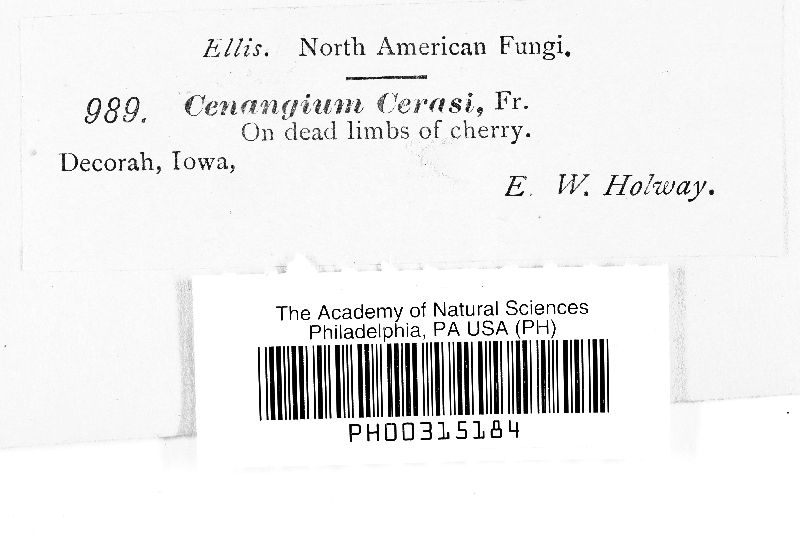 Ellis. North American Fungi.
989. Cenangium Cerasi, Fr.
On dead limbs of cherry.
Decorah, Iowa,
E. W. Holway.
The Academy of Natural Sciences
Philadelphia, PA USA (PH)
PH00315184